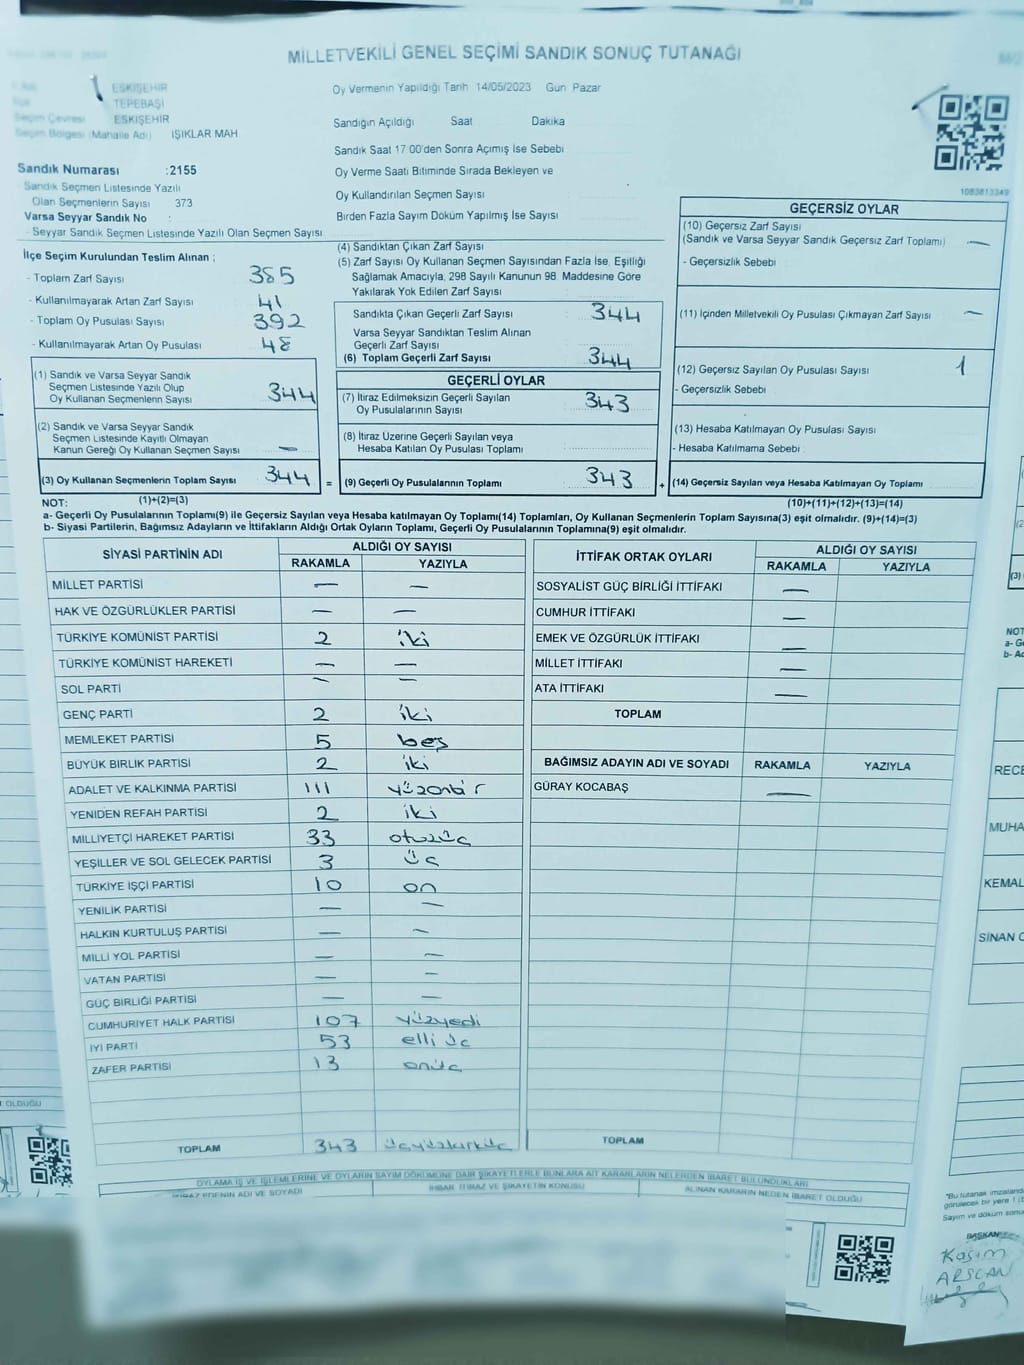 MİLLETVEKİLİ GENEL SEÇİMİ SANDIK SONUÇ TUTANAĞI
ESKİŞEHİR
TEPEBAŞI
Seçim Çevresi ESKİŞEHİR
Seçim Bölgesi (Mahalle Adı) IŞIKLAR MAH
Sandık Numarası :2155
Sandık Seçmen Listesinde Yazılı
Olan Seçmenlerin Sayısı 373
Varsa Seyyar Sandık No :
- Seyyar Sandık Seçmen Listesinde Yazılı Olan Seçmen Sayısı
Oy Vermenin Yapıldığı Tarih 14/05/2023 Gün Pazar
Sandığın Açıldığı Saat Dakika
Sandık Saat 17:00'den Sonra Açılmış İse Sebebi
Oy Verme Saati Bitiminde Sırada Bekleyen ve
Oy Kullandırılan Seçmen Sayısı
Birden Fazla Sayım Döküm Yapılmış İse Sayısı
1083813349
İlçe Seçim Kurulundan Teslim Alınan ;
- Toplam Zarf Sayısı 385
- Kullanılmayarak Artan Zarf Sayısı 41
- Toplam Oy Pusulası Sayısı 392
- Kullanılmayarak Artan Oy Pusulası 48
(1) Sandık ve Varsa Seyyar Sandık
Seçmen Listesinde Yazılı Olup
Oy Kullanan Seçmenlerin Sayısı 344
(2) Sandık ve Varsa Seyyar Sandık
Seçmen Listesinde Kayıtlı Olmayan
Kanun Gereği Oy Kullanan Seçmen Sayısı —
(3) Oy Kullanan Seçmenlerin Toplam Sayısı 344 =
(4) Sandıktan Çıkan Zarf Sayısı
(5) Zarf Sayısı Oy Kullanan Seçmen Sayısından Fazla İse, Eşitliği
Sağlamak Amacıyla, 298 Sayılı Kanunun 98. Maddesine Göre
Yakılarak Yok Edilen Zarf Sayısı
Sandıkta Çıkan Geçerli Zarf Sayısı 344
Varsa Seyyar Sandıktan Teslim Alınan
Geçerli Zarf Sayısı
(6) Toplam Geçerli Zarf Sayısı 344
GEÇERLİ OYLAR
(7) İtiraz Edilmeksizin Geçerli Sayılan
Oy Pusulalarının Sayısı 343
(8) İtiraz Üzerine Geçerli Sayılan veya
Hesaba Katılan Oy Pusulası Toplamı
(9) Geçerli Oy Pusulalarının Toplamı 343 +
GEÇERSİZ OYLAR
(10) Geçersiz Zarf Sayısı
(Sandık ve Varsa Seyyar Sandık Geçersiz Zarf Toplamı) —
- Geçersizlik Sebebi
(11) İçinden Milletvekili Oy Pusulası Çıkmayan Zarf Sayısı —
(12) Geçersiz Sayılan Oy Pusulası Sayısı 1
- Geçersizlik Sebebi
(13) Hesaba Katılmayan Oy Pusulası Sayısı
- Hesaba Katılmama Sebebi
(14) Geçersiz Sayılan veya Hesaba Katılmayan Oy Toplamı
NOT: (1)+(2)=(3) (10)+(11)+(12)+(13)=(14)
a- Geçerli Oy Pusulalarının Toplamı(9) ile Geçersiz Sayılan veya Hesaba Katılmayan Oy Toplamı(14) Toplamları, Oy Kullanan Seçmenlerin Toplam Sayısına(3) eşit olmalıdır. (9)+(14)=(3)
b- Siyasi Partilerin, Bağımsız Adayların ve İttifakların Aldığı Ortak Oyların Toplamı, Geçerli Oy Pusulalarının Toplamına(9) eşit olmalıdır.
SİYASİ PARTİNİN ADI ALDIĞI OY SAYISI
RAKAMLA YAZIYLA
MİLLET PARTİSİ — —
HAK VE ÖZGÜRLÜKLER PARTİSİ — —
TÜRKİYE KOMÜNİST PARTİSİ 2 iki
TÜRKİYE KOMÜNİST HAREKETİ — —
SOL PARTİ — —
GENÇ PARTİ 2 iki
MEMLEKET PARTİSİ 5 beş
BÜYÜK BİRLİK PARTİSİ 2 iki
ADALET VE KALKINMA PARTİSİ 111 yüzonbir
YENİDEN REFAH PARTİSİ 2 iki
MİLLİYETÇİ HAREKET PARTİSİ 33 otuzüç
YEŞİLLER VE SOL GELECEK PARTİSİ 3 üç
TÜRKİYE İŞÇİ PARTİSİ 10 on
YENİLİK PARTİSİ — —
HALKIN KURTULUŞ PARTİSİ — —
MİLLİ YOL PARTİSİ — —
VATAN PARTİSİ — —
GÜÇ BİRLİĞİ PARTİSİ — —
CUMHURİYET HALK PARTİSİ 107 yüzyedi
İYİ PARTİ 53 elli üç
ZAFER PARTİSİ 13 onüç
TOPLAM 343 üçyüzkırküç
İTTİFAK ORTAK OYLARI ALDIĞI OY SAYISI
RAKAMLA YAZIYLA
SOSYALİST GÜÇ BİRLİĞİ İTTİFAKI —
CUMHUR İTTİFAKI —
EMEK VE ÖZGÜRLÜK İTTİFAKI —
MİLLET İTTİFAKI —
ATA İTTİFAKI —
TOPLAM
BAĞIMSIZ ADAYIN ADI VE SOYADI RAKAMLA YAZIYLA
GÜRAY KOCABAŞ —
TOPLAM
OYLAMA İŞ VE İŞLEMLERİNE VE OYLARIN SAYIM DÖKÜMÜNE DAİR ŞİKAYETLERLE BUNLARA AİT KARARLARIN NELERDEN İBARET BULUNDUKLARI
İTİRAZ EDENİN ADI VE SOYADI İHBAR, İTİRAZ VE ŞİKAYETİN KONUSU ALINAN KARARIN NEDEN İBARET OLDUĞU
OLDUĞU
(3)
NOT
a- G
b- A
RECE
MUHA
KEMAL
SİNAN O
"Bu tutanak
görülecek bir yere
Sayım ve döküm
BAŞKAN
Kasım
ARSCAN